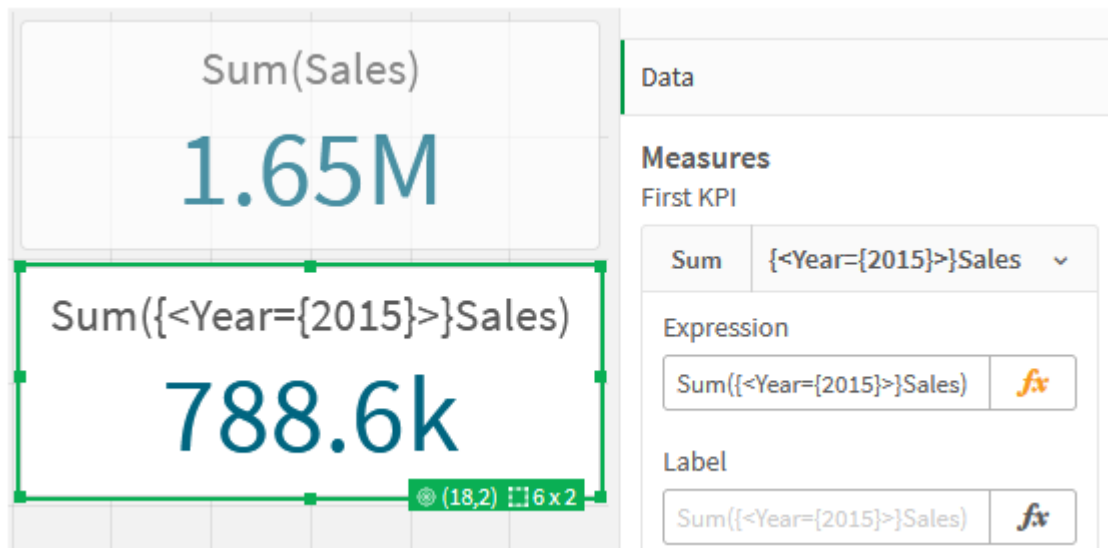 Sum(Sales)
1.65M
Sum({<Year={2015}>}Sales)
788.6k
(18,2) 6 x 2
Data
Measures
First KPI
Sum {<Year={2015}>}Sales
Expression
Sum({<Year={2015}>}Sales) fx
Label
Sum({<Year={2015}>}Sales) fx